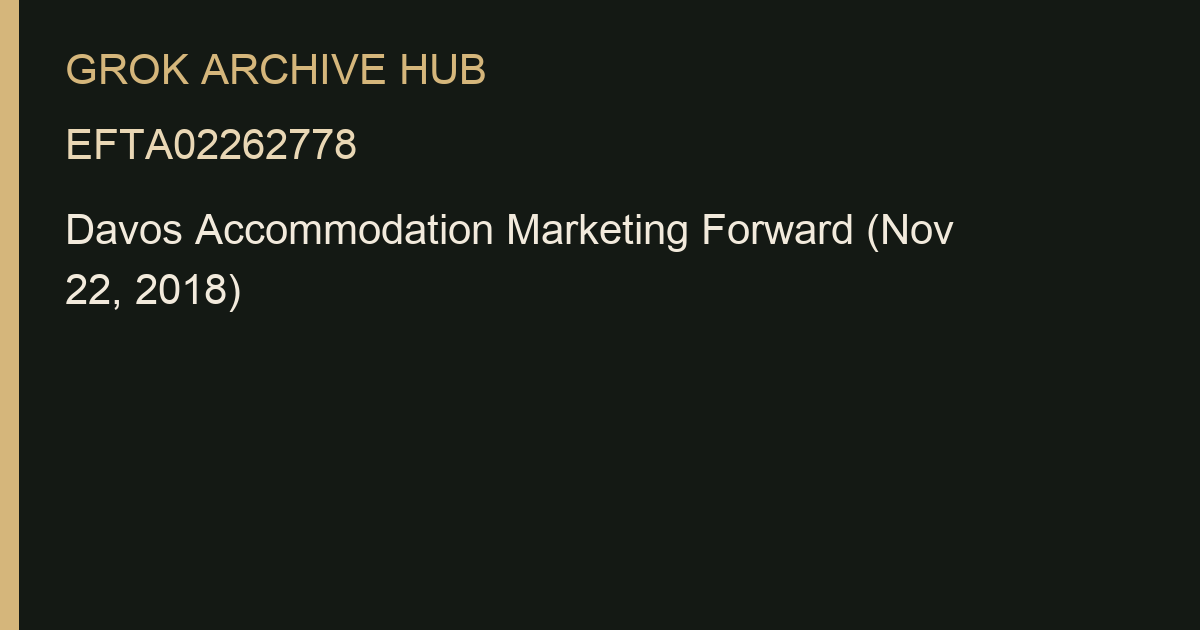 GROK ARCHIVE HUB
EFTA02262778
Davos Accommodation Marketing Forward (Nov
22, 2018)